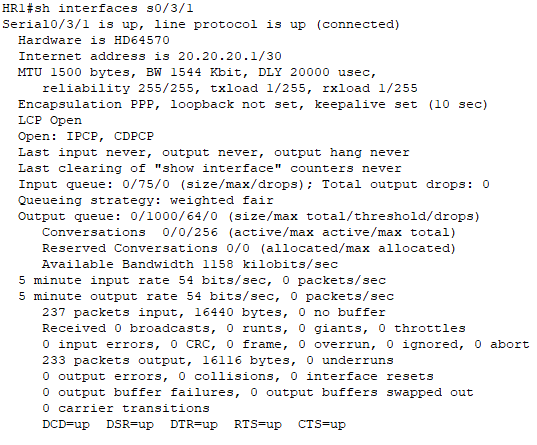 HR1#sh interfaces s0/3/1
Serial0/3/1 is up, line protocol is up (connected)
Hardware is HD64570
Internet address is 20.20.20.1/30
MTU 1500 bytes, BW 1544 Kbit, DLY 20000 usec,
reliability 255/255, txload 1/255, rxload 1/255
Encapsulation PPP, loopback not set, keepalive set (10 sec)
LCP Open
Open: IPCP, CDPCP
Last input never, output never, output hang never
Last clearing of "show interface" counters never
Input queue: 0/75/0 (size/max/drops); Total output drops: 0
Queueing strategy: weighted fair
Output queue: 0/1000/64/0 (size/max total/threshold/drops)
Conversations  0/0/256 (active/max active/max total)
Reserved Conversations 0/0 (allocated/max allocated)
Available Bandwidth 1158 kilobits/sec
5 minute input rate 54 bits/sec, 0 packets/sec
5 minute output rate 54 bits/sec, 0 packets/sec
237 packets input, 16440 bytes, 0 no buffer
Received 0 broadcasts, 0 runts, 0 giants, 0 throttles
0 input errors, 0 CRC, 0 frame, 0 overrun, 0 ignored, 0 abort
233 packets output, 16116 bytes, 0 underruns
0 output errors, 0 collisions, 0 interface resets
0 output buffer failures, 0 output buffers swapped out
0 carrier transitions
DCD=up  DSR=up  DTR=up  RTS=up  CTS=up